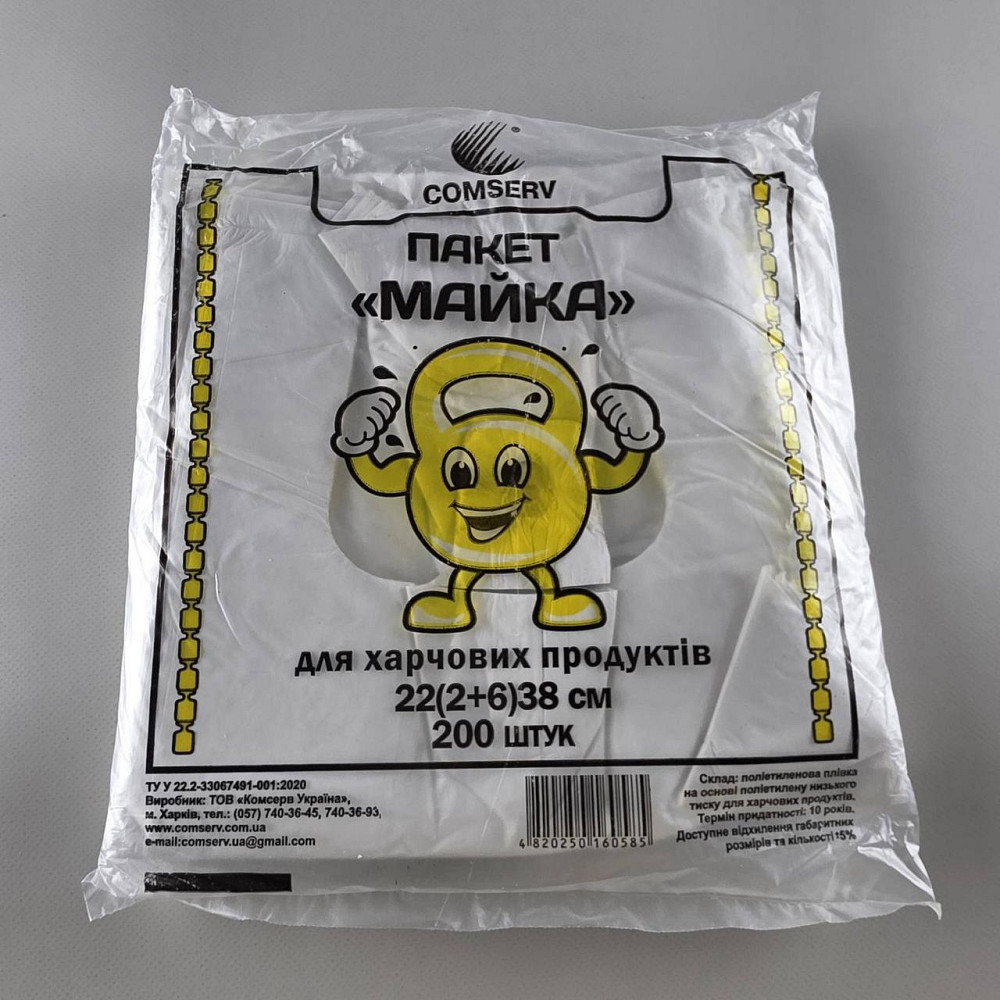 ®
COMSERV
ПАКЕТ
«МАЙКА»
для харчових продуктів
22(2+6)38 см
200 штук
ТУ У 22.2-33067491-001:2020
Виробник: ТОВ «Комсерв Україна»,
м. Харків, тел.: (057) 740-36-45, 740-36-93,
www.comserv.com.ua
e-mail:comserv.ua@gmail.com
4 820250 160585
Склад: поліетиленова плівка
на основі поліетилену низького
тиску для харчових продуктів.
Термін придатності: 10 років.
Доступне відхилення габаритних
розмірів та кількості ±5%